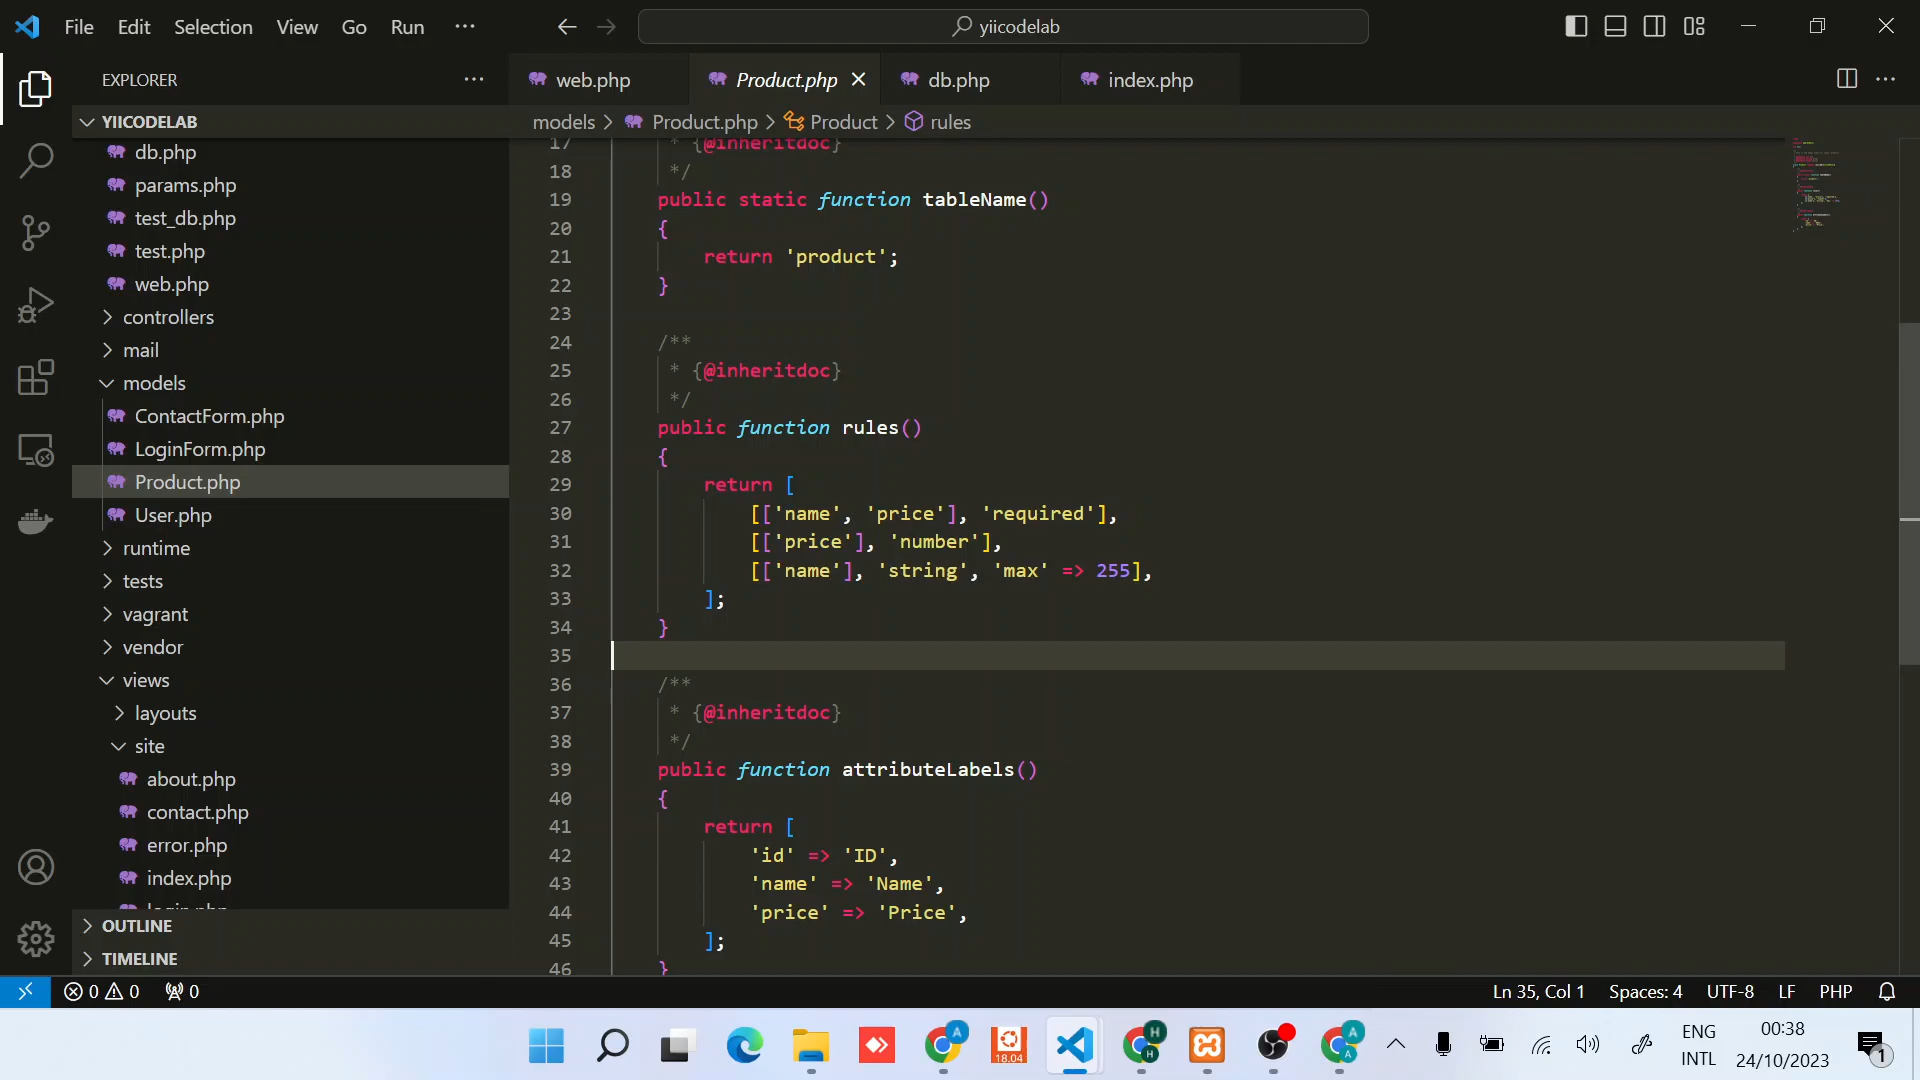 File Edit Selection View Go Run ··· yiicodelab
EXPLORER ···
web.php Product.php db.php index.php
YIICODELAB
models > Product.php > Product > rules
db.php
params.php
test_db.php
test.php
web.php
controllers
mail
models
ContactForm.php
LoginForm.php
Product.php
User.php
runtime
tests
vagrant
vendor
views
layouts
site
about.php
contact.php
error.php
index.php
login.php
OUTLINE
TIMELINE
17 * {@inheritdoc}
18 */
19 public static function tableName()
20 {
21 return 'product';
22 }
23
24 /**
25 * {@inheritdoc}
26 */
27 public function rules()
28 {
29 return [
30 [['name', 'price'], 'required'],
31 [['price'], 'number'],
32 [['name'], 'string', 'max' => 255],
33 ];
34 }
35
36 /**
37 * {@inheritdoc}
38 */
39 public function attributeLabels()
40 {
41 return [
42 'id' => 'ID',
43 'name' => 'Name',
44 'price' => 'Price',
45 ];
46 }
0 0 0 Ln 35, Col 1 Spaces: 4 UTF-8 LF PHP
A 18.04 H H A A
ENG
INTL
00:38
24/10/2023
1